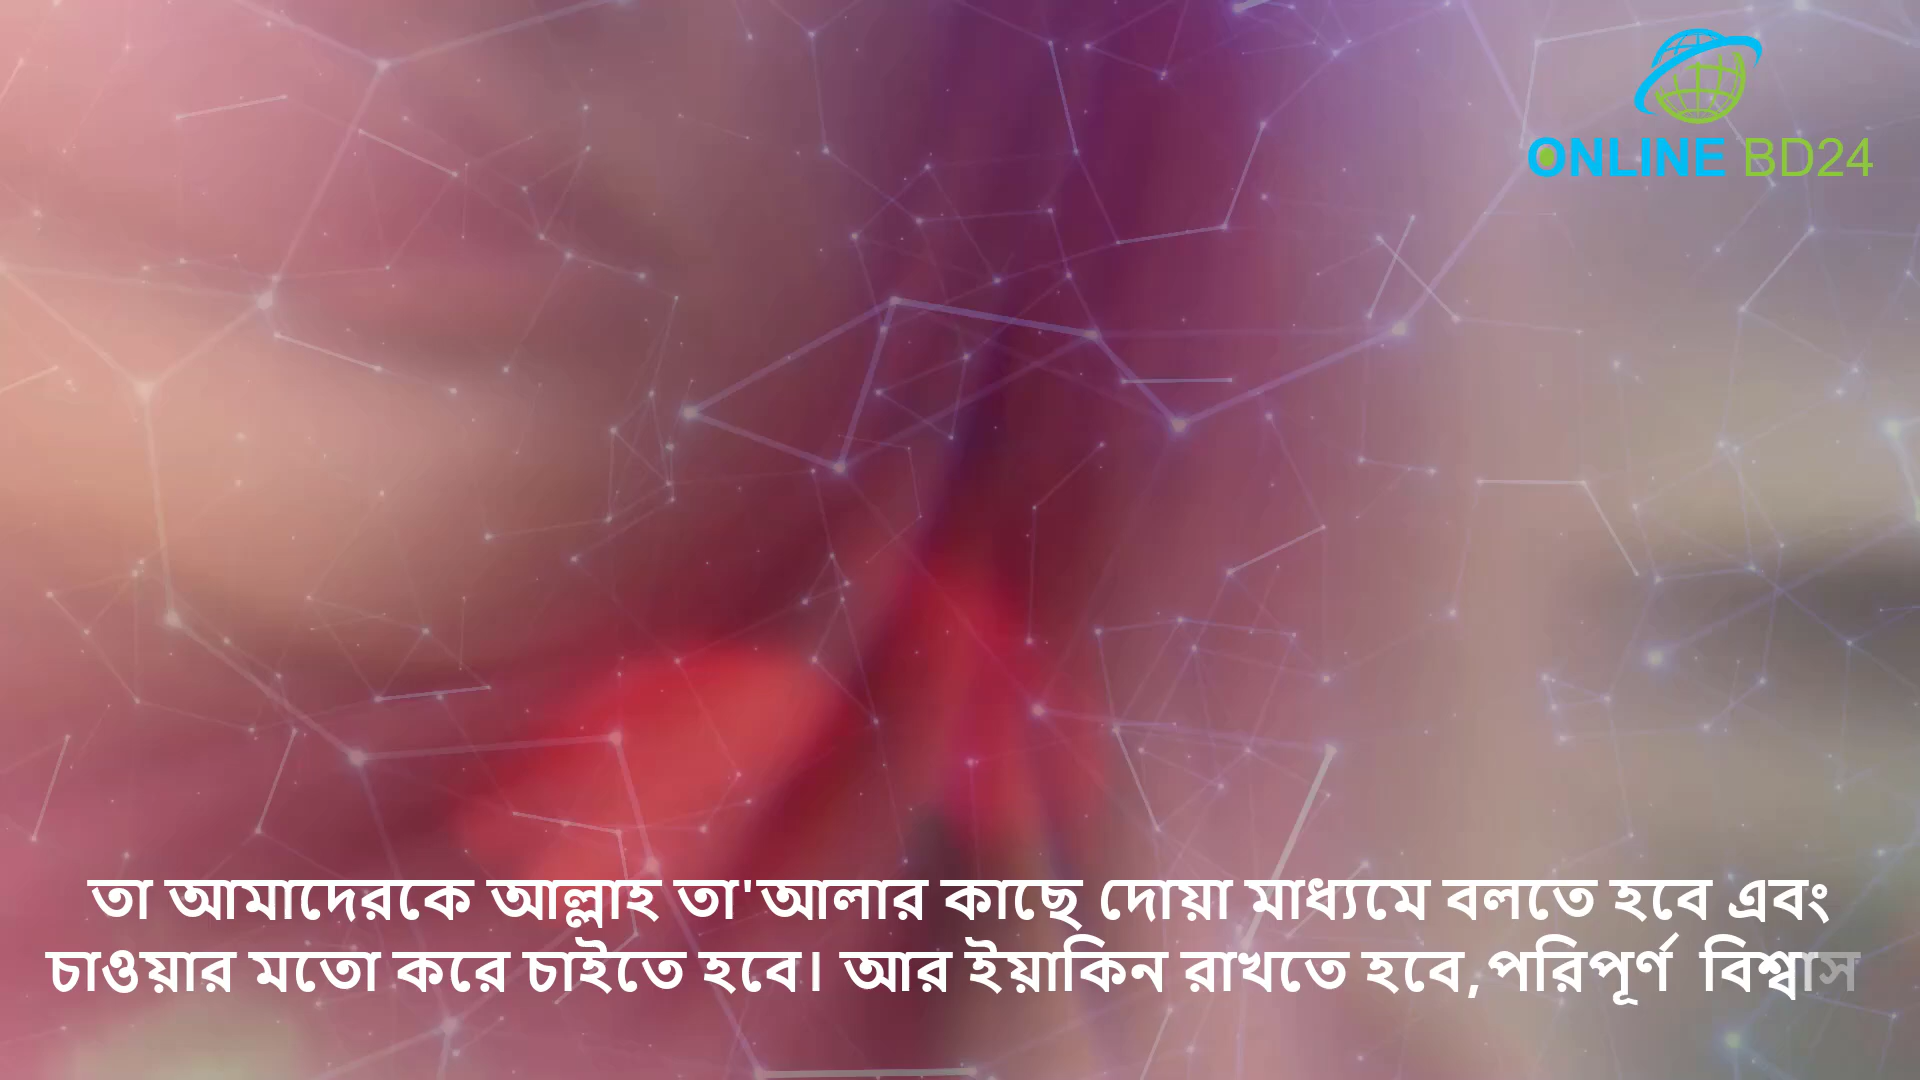 ONLINE BD24
তা আমাদেরকে আল্লাহ তা'আলার কাছে দোয়া মাধ্যমে বলতে হবে এবং
চাওয়ার মতো করে চাইতে হবে। আর ইয়াকিন রাখতে হবে,পরিপূর্ণ বিশ্বাস